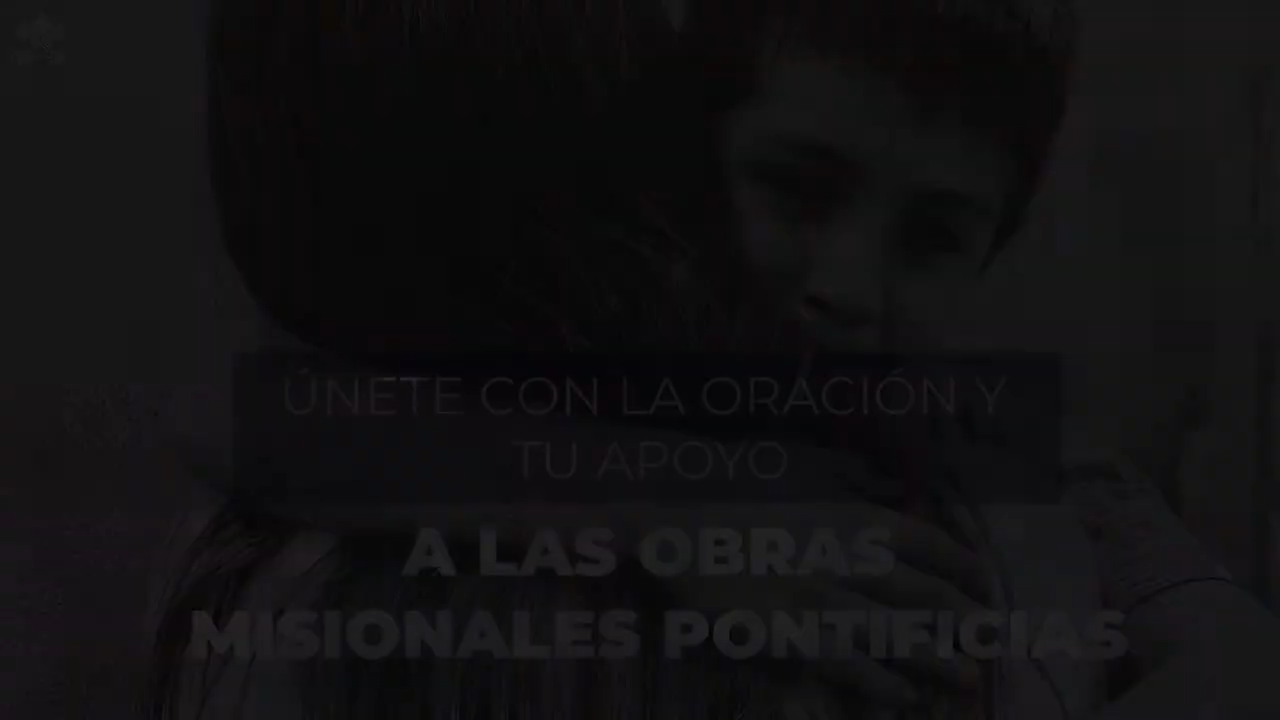 ÚNETE CON LA ORACIÓN Y
TU APOYO
A LAS OBRAS
MISIONALES PONTIFICIAS